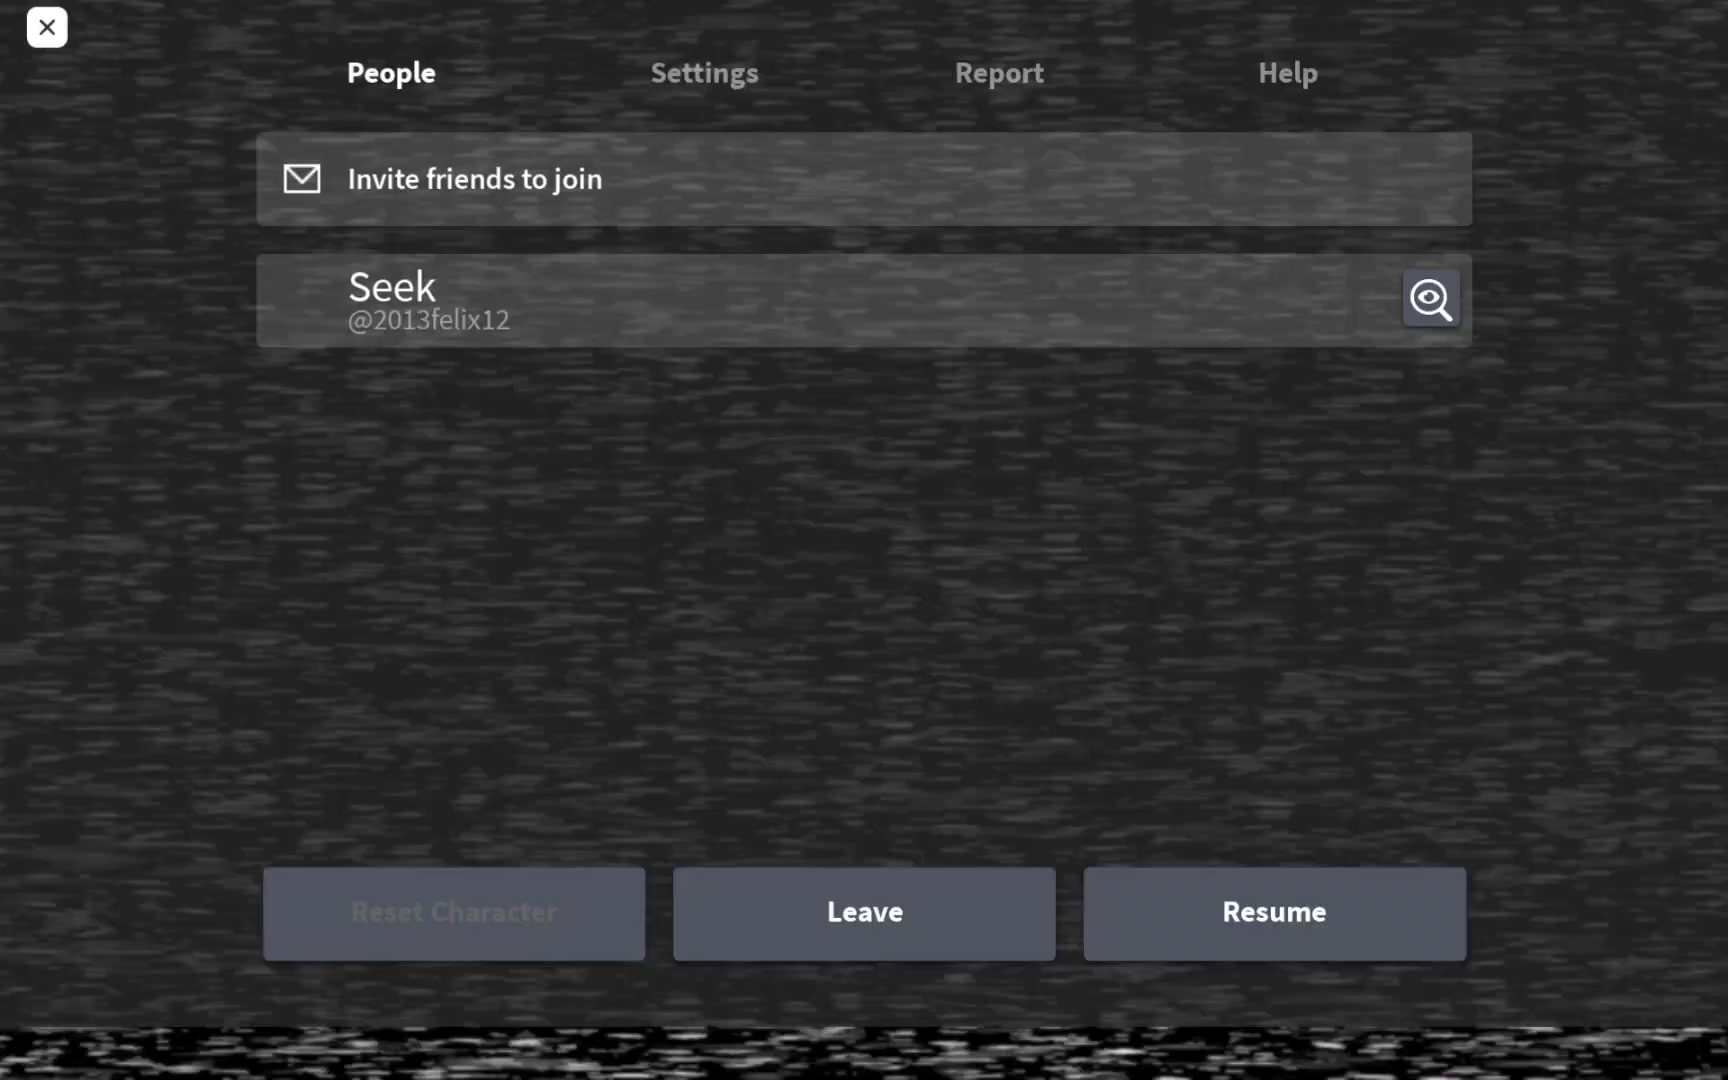 People
Settings
Report
Help
Invite friends to join
Seek
@2013felix12
Reset Character
Leave
Resume